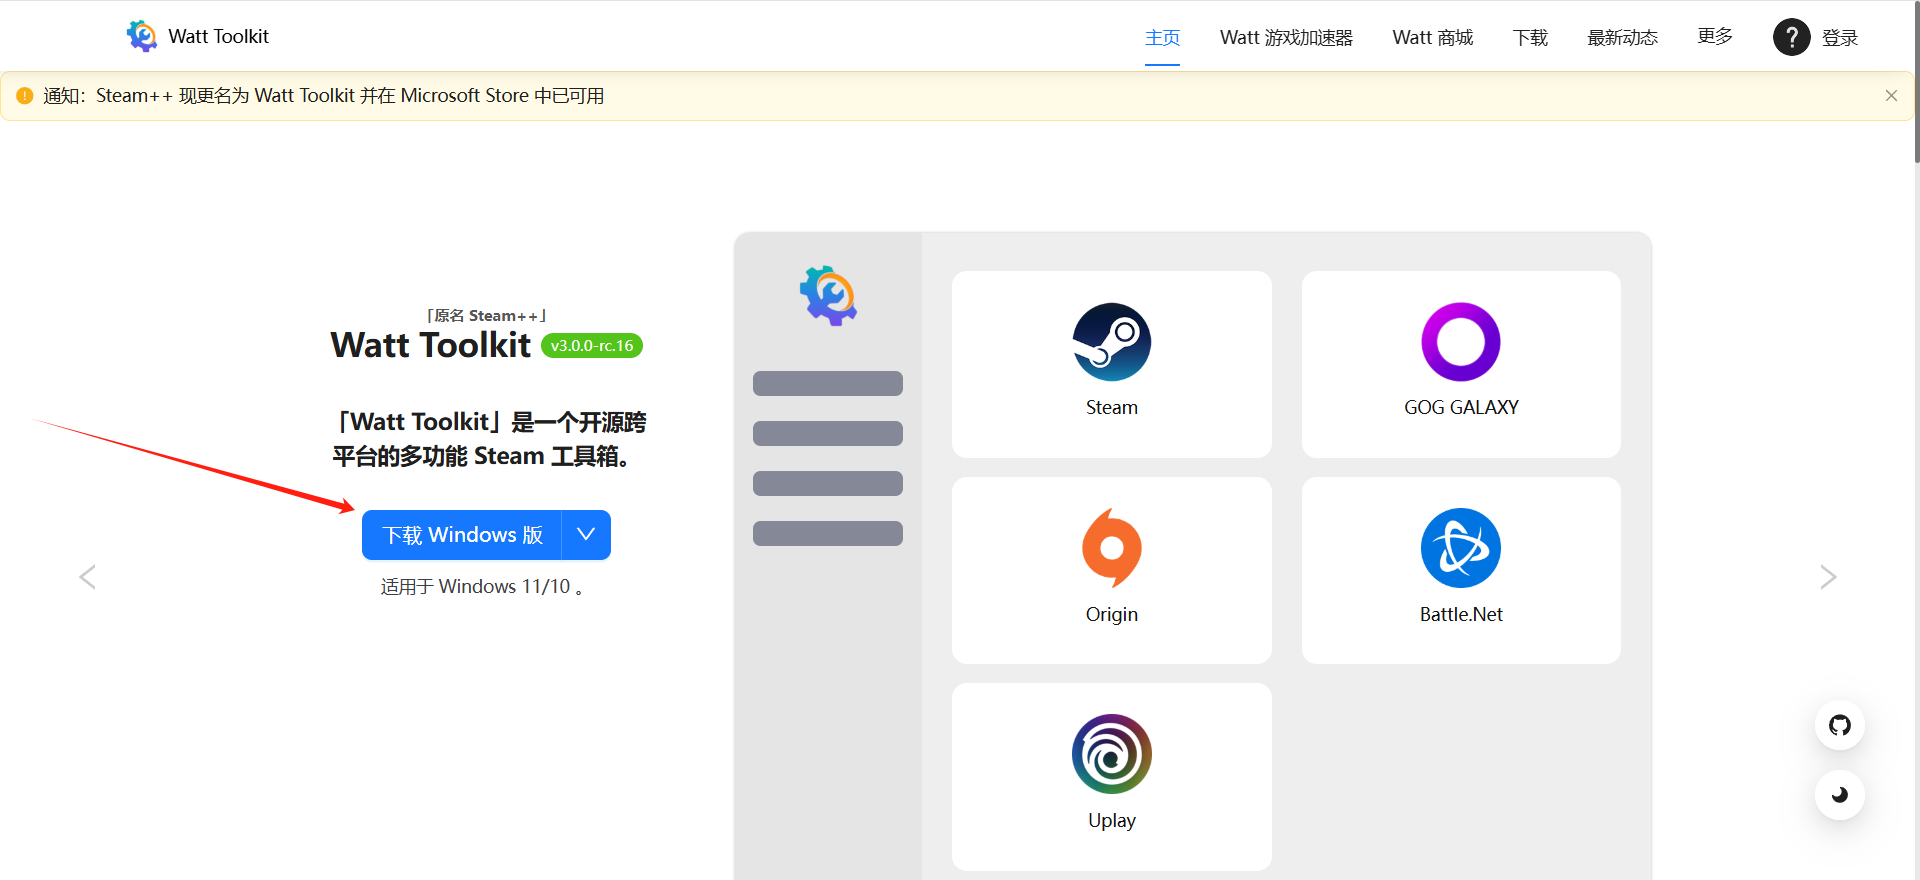 Watt Toolkit
主页
Watt 游戏加速器
Watt 商城
下载
最新动态
更多
?
登录
通知：Steam++ 现更名为 Watt Toolkit 并在 Microsoft Store 中已可用
「原名 Steam++」
Watt Toolkit v3.0.0-rc.16
「Watt Toolkit」是一个开源跨
平台的多功能 Steam 工具箱。
下载 Windows 版
适用于 Windows 11/10 。
Steam
GOG GALAXY
Origin
Battle.Net
Uplay